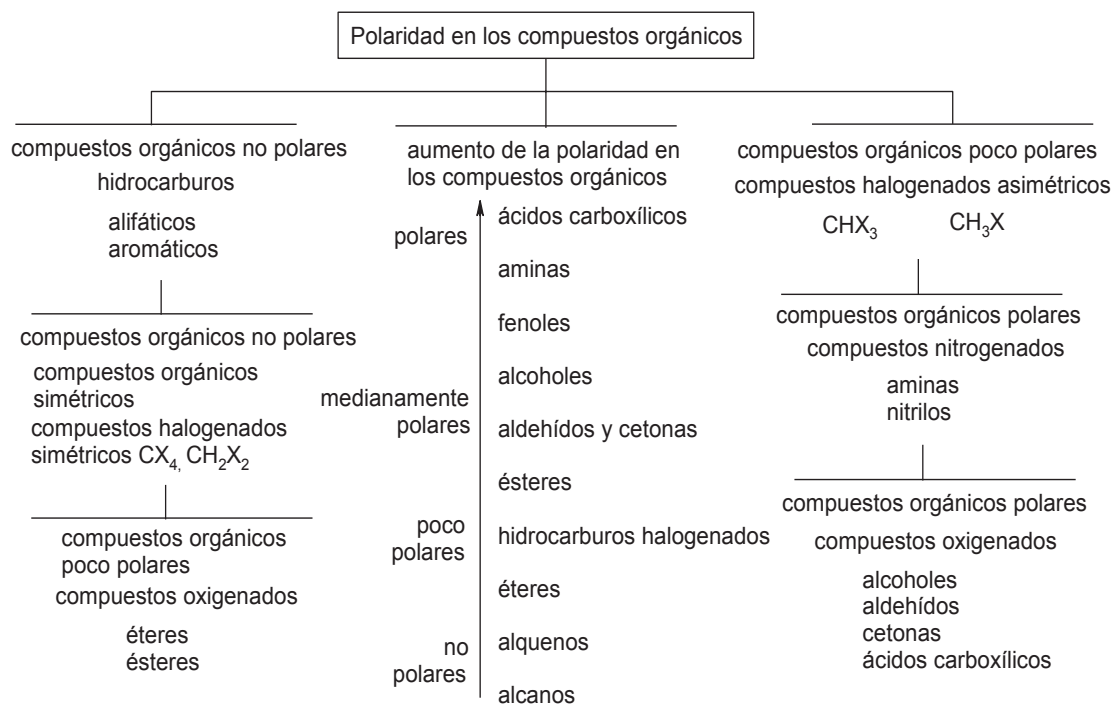 Polaridad en los compuestos orgánicos
compuestos orgánicos no polares
hidrocarburos
alifáticos
aromáticos
compuestos orgánicos no polares
compuestos orgánicos
simétricos
compuestos halogenados
simétricos CX4, CH2X2
compuestos orgánicos
poco polares
compuestos oxigenados
éteres
ésteres
aumento de la polaridad en
los compuestos orgánicos
polares
medianamente
polares
poco
polares
no
polares
ácidos carboxílicos
aminas
fenoles
alcoholes
aldehídos y cetonas
ésteres
hidrocarburos halogenados
éteres
alquenos
alcanos
compuestos orgánicos poco polares
compuestos halogenados asimétricos
CHX3 CH3X
compuestos orgánicos polares
compuestos nitrogenados
aminas
nitrilos
compuestos orgánicos polares
compuestos oxigenados
alcoholes
aldehídos
cetonas
ácidos carboxílicos